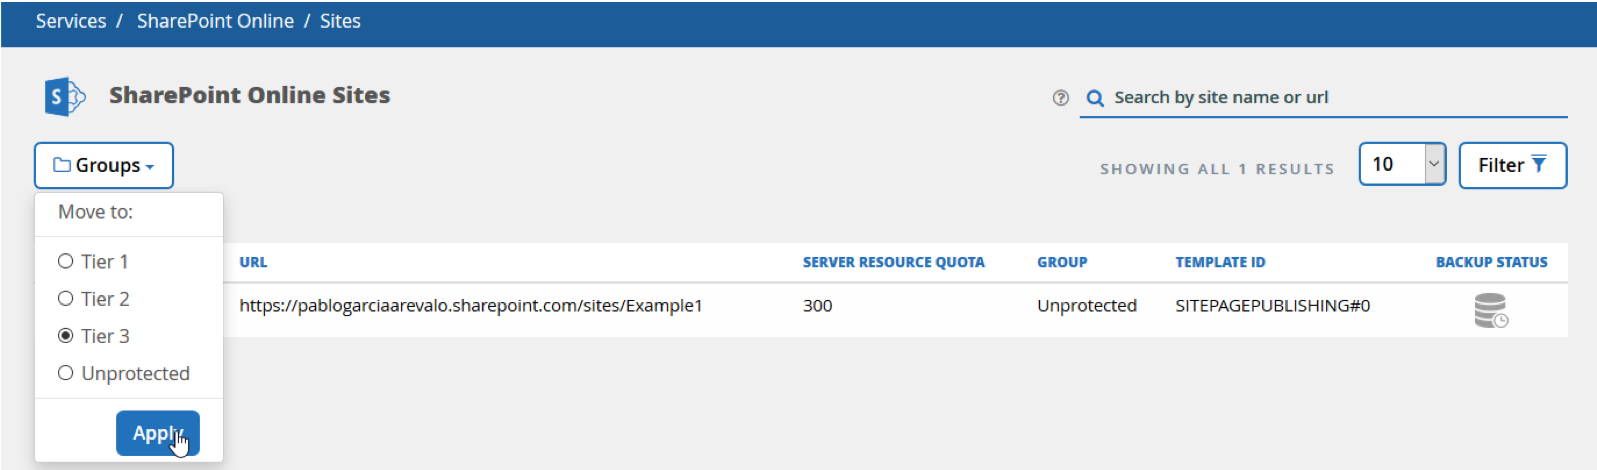 Services / SharePoint Online / Sites
S
SharePoint Online Sites
Search by site name or url
Groups
SHOWING ALL 1 RESULTS
10
Filter
Move to:
Tier 1
Tier 2
Tier 3
Unprotected
Apply
URL SERVER RESOURCE QUOTA GROUP TEMPLATE ID BACKUP STATUS
https://pablogarciaarevalo.sharepoint.com/sites/Example1 300 Unprotected SITEPAGEPUBLISHING#0